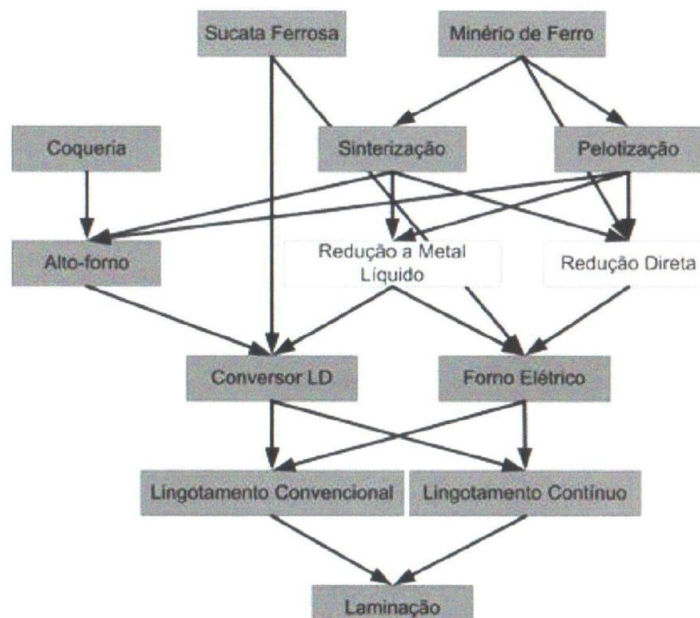 Sucata Ferrosa
Minério de Ferro
Coqueria
Sinterização
Pelotização
Alto-forno
Redução a Metal
Líquido
Redução Direta
Conversor LD
Forno Elétrico
Lingotamento Convencional
Lingotamento Contínuo
Laminação